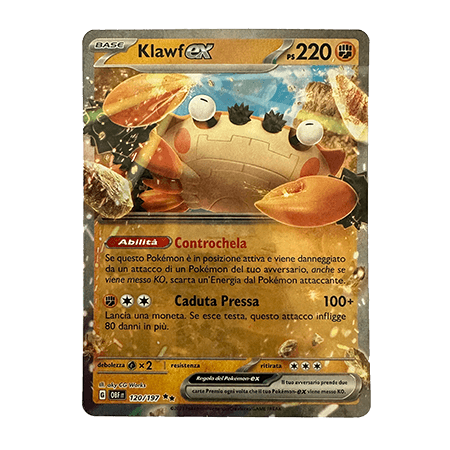 BASE Klawf ex PS 220
Abilità Controchela
Se questo Pokémon è in posizione attiva e viene danneggiato
da un attacco di un Pokémon del tuo avversario, anche se
viene messo KO, scarta un'Energia dal Pokémon attaccante.
Caduta Pressa 100+
Lancia una moneta. Se esce testa, questo attacco infligge
80 danni in più.
debolezza ×2 resistenza ritirata
Regola del Pokémon-ex
Il tuo avversario prende due
carte Premio ogni volta che il tuo Pokémon-ex viene messo KO.
G OBF IT 120/197